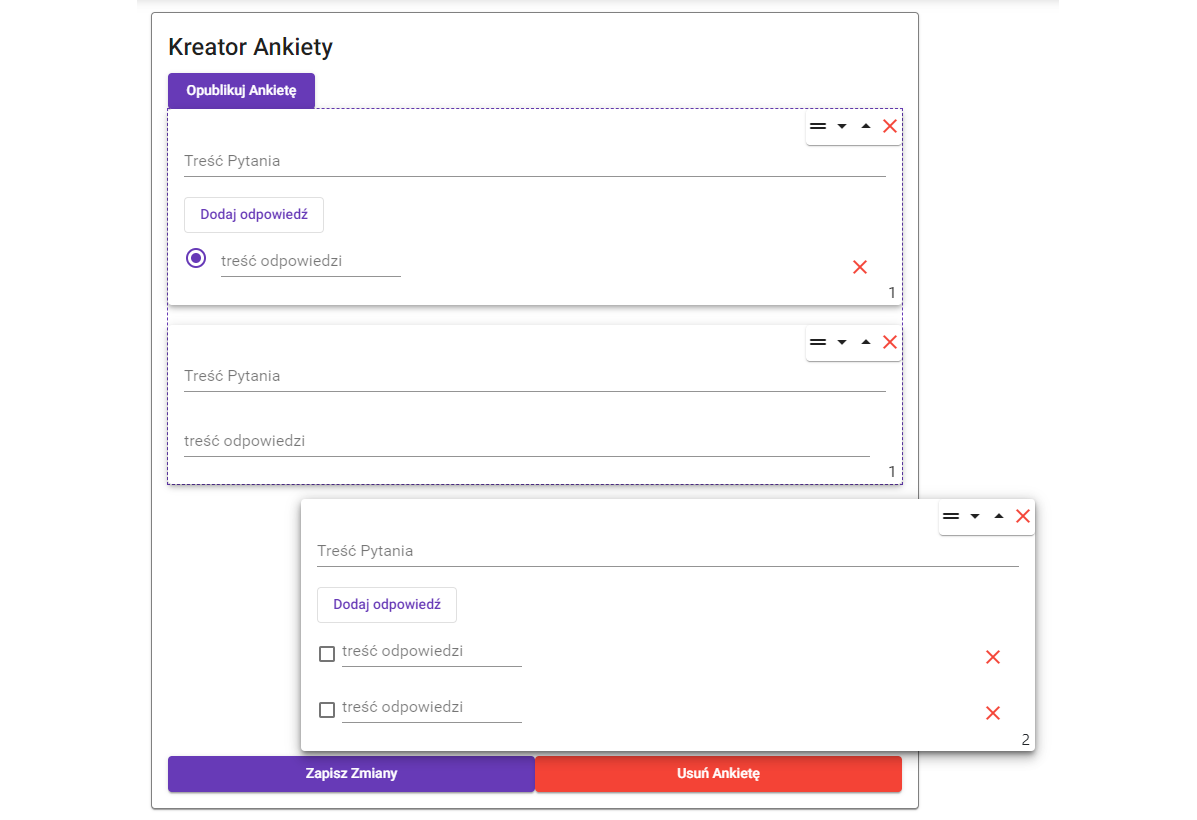 Kreator Ankiety
Opublikuj Ankietę
Treść Pytania
Dodaj odpowiedź
treść odpowiedzi
1
Treść Pytania
treść odpowiedzi
1
Treść Pytania
Dodaj odpowiedź
treść odpowiedzi
treść odpowiedzi
2
Zapisz Zmiany
Usuń Ankietę